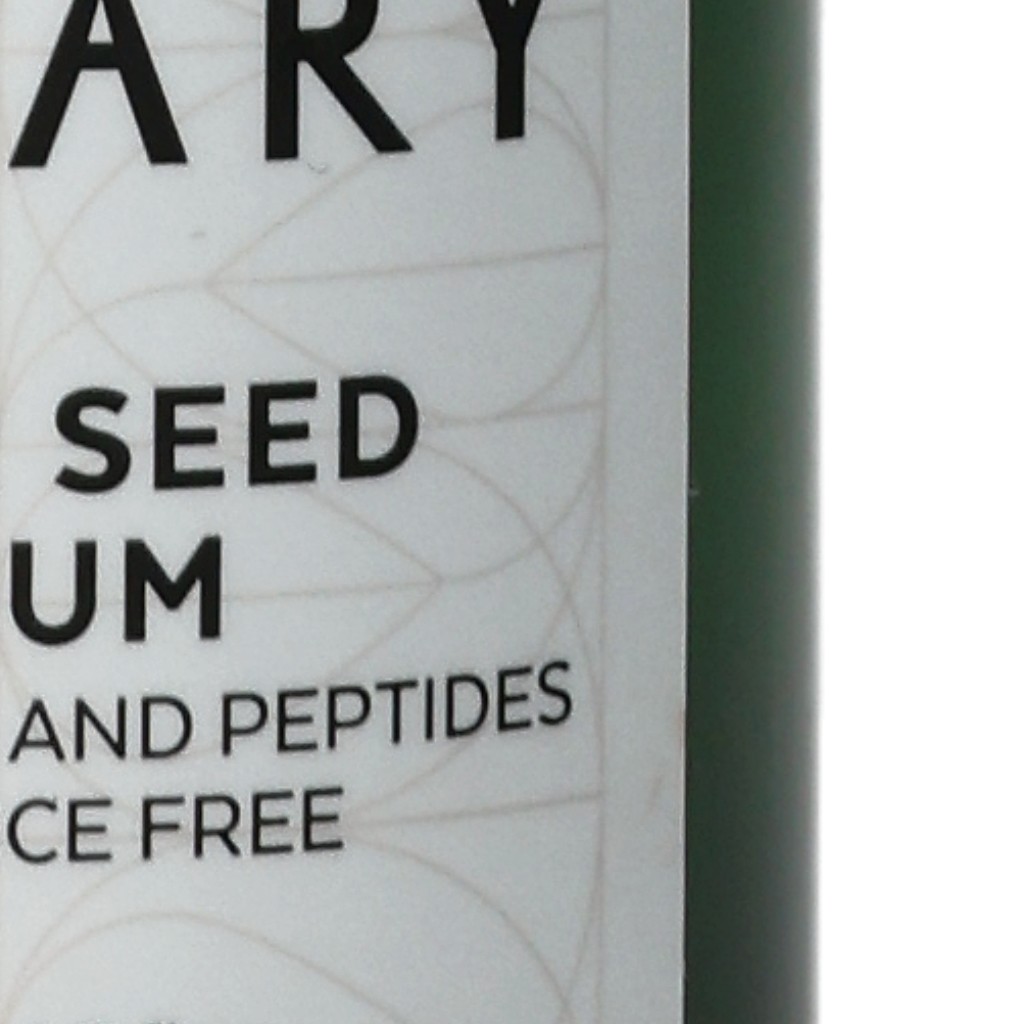 ARY
SEED
UM
AND PEPTIDES
CE FREE